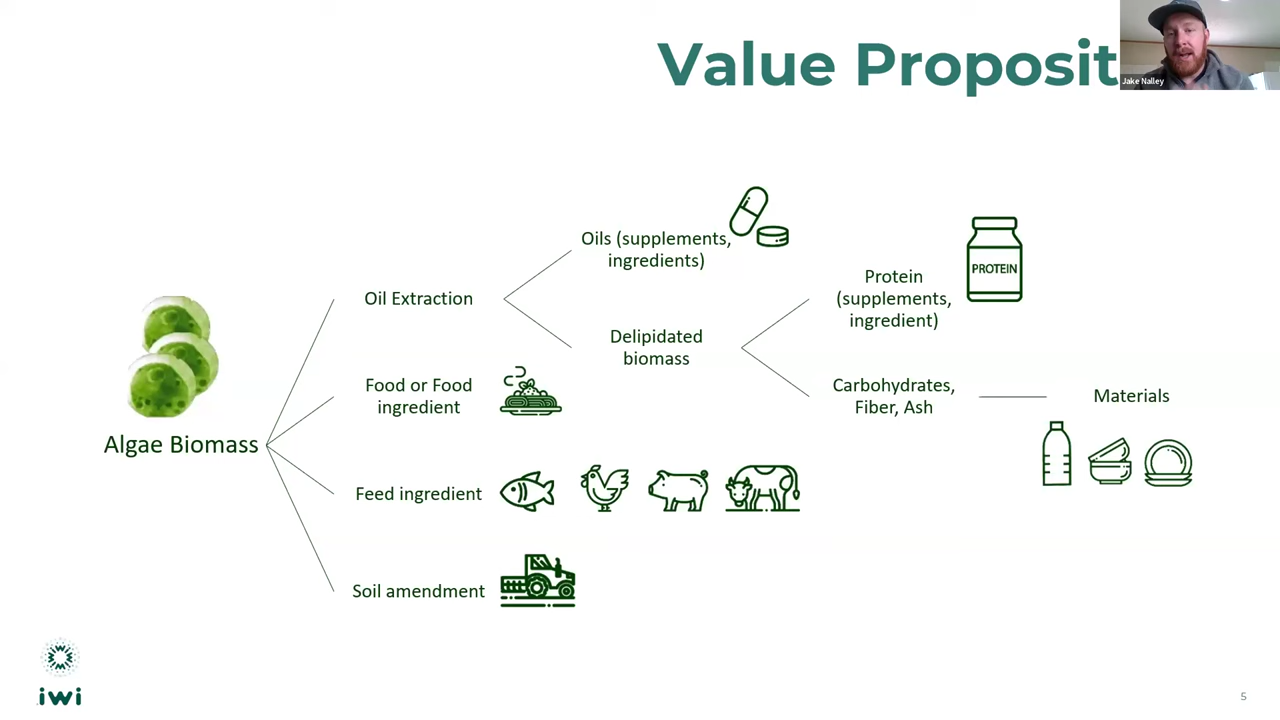 Value Proposit
Jake Nalley
Oils (supplements,
ingredients)
Protein
(supplements,
ingredient)
PROTEIN
Oil Extraction
Delipidated
biomass
Food or Food
ingredient
Carbohydrates,
Fiber, Ash
Materials
Algae Biomass
Feed ingredient
Soil amendment
iwi
5